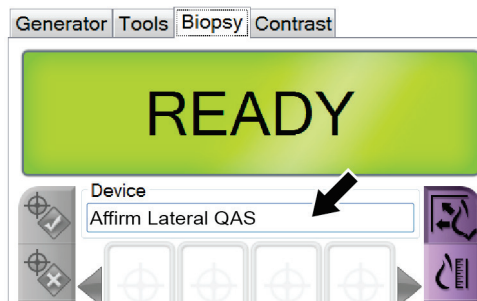 Generator Tools Biopsy Contrast
READY
Device
Affirm Lateral QAS